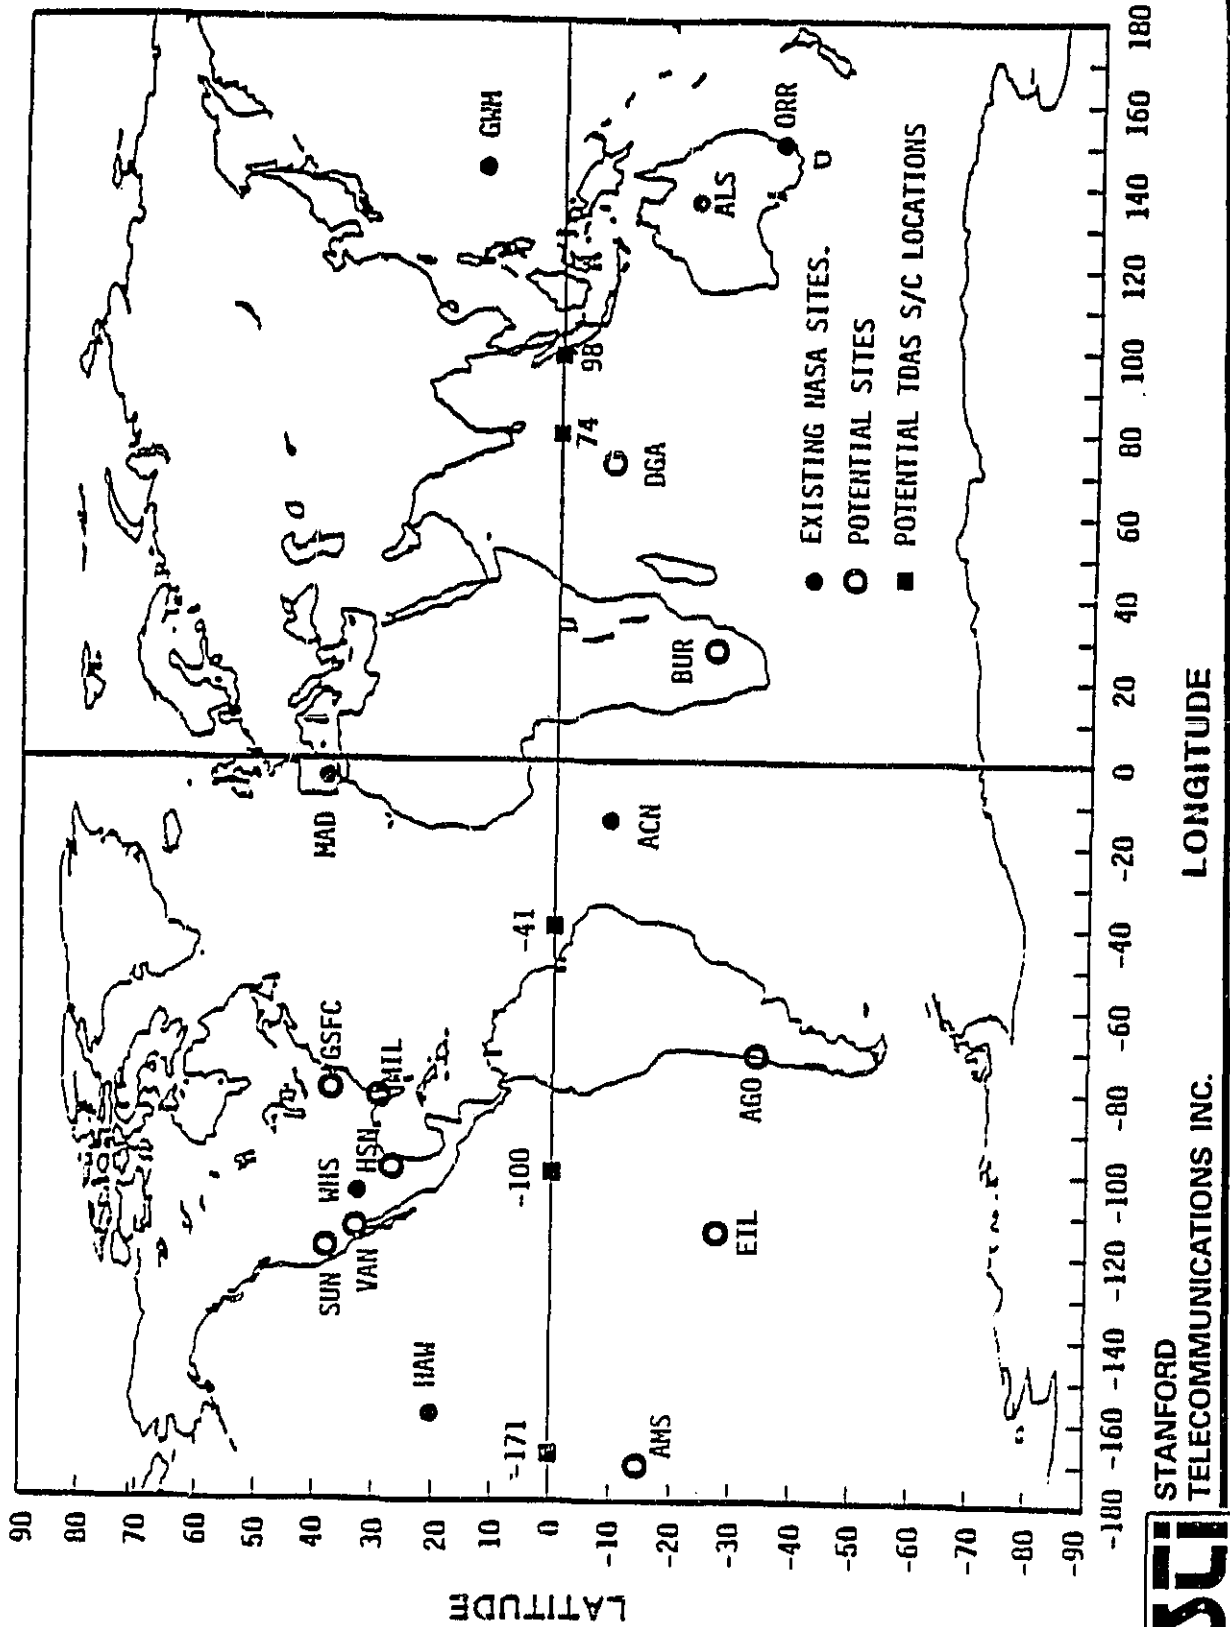 90
80
70
60
50
40
30
20
10
0
-10
-20
-30
-40
-50
-60
-70
-80
-90
LATITUDE
-180
-160
-140
-120
-100
-80
-60
-40
-20
0
20
40
60
80
100
120
140
160
180
LONGITUDE
HAW
SUN
VAN
WHS
HSN
GSFC
MIL
MAD
GWM
-171
-100
-41
74
98
AMS
EIL
AGO
ACN
BUR
DGA
ALS
ORR
● EXISTING NASA SITES.
O POTENTIAL SITES
■ POTENTIAL TDAS S/C LOCATIONS
STI
STANFORD
TELECOMMUNICATIONS INC.